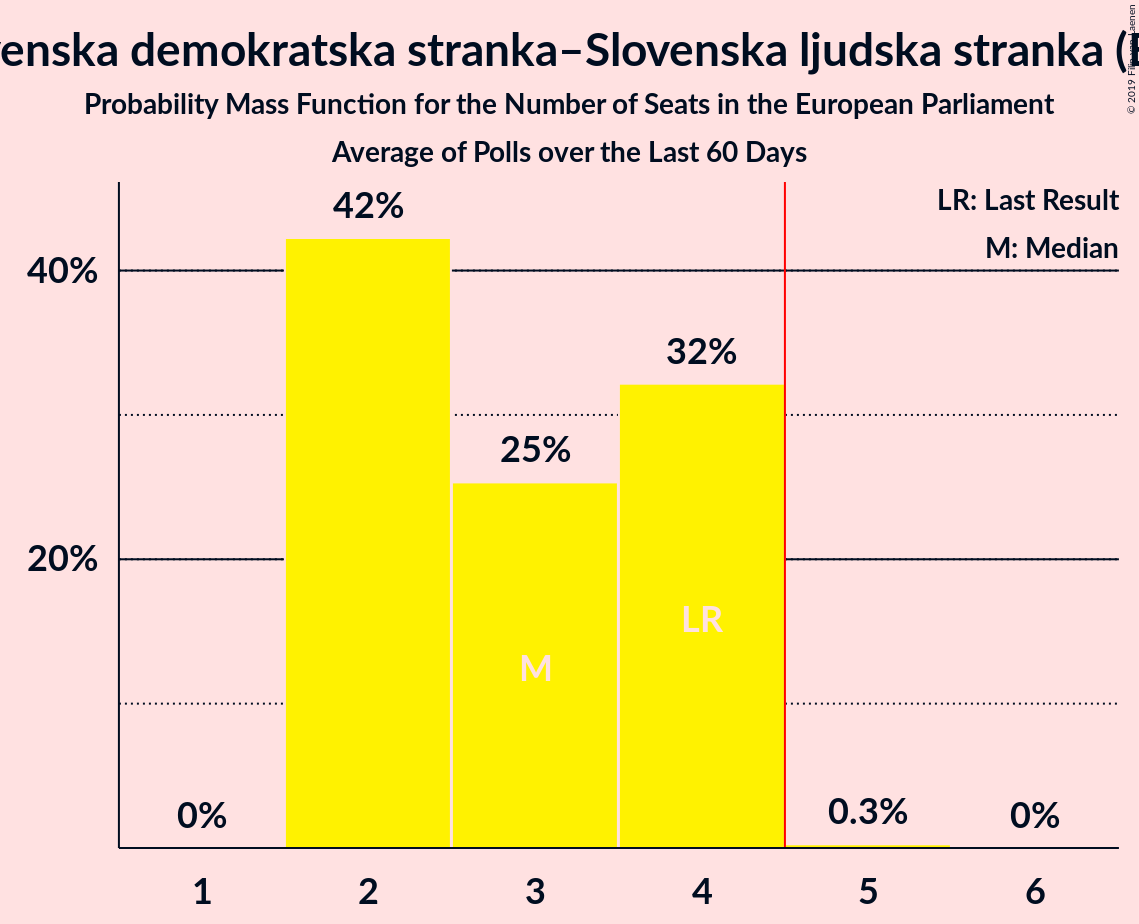 venska demokratska stranka–Slovenska ljudska stranka (
Probability Mass Function for the Number of Seats in the European Parliament
Average of Polls over the Last 60 Days
© 2019 Filip van Laenen
LR: Last Result
M: Median
42%
40%
32%
25%
20%
LR
M
0%
0.3%
0%
1 2 3 4 5 6